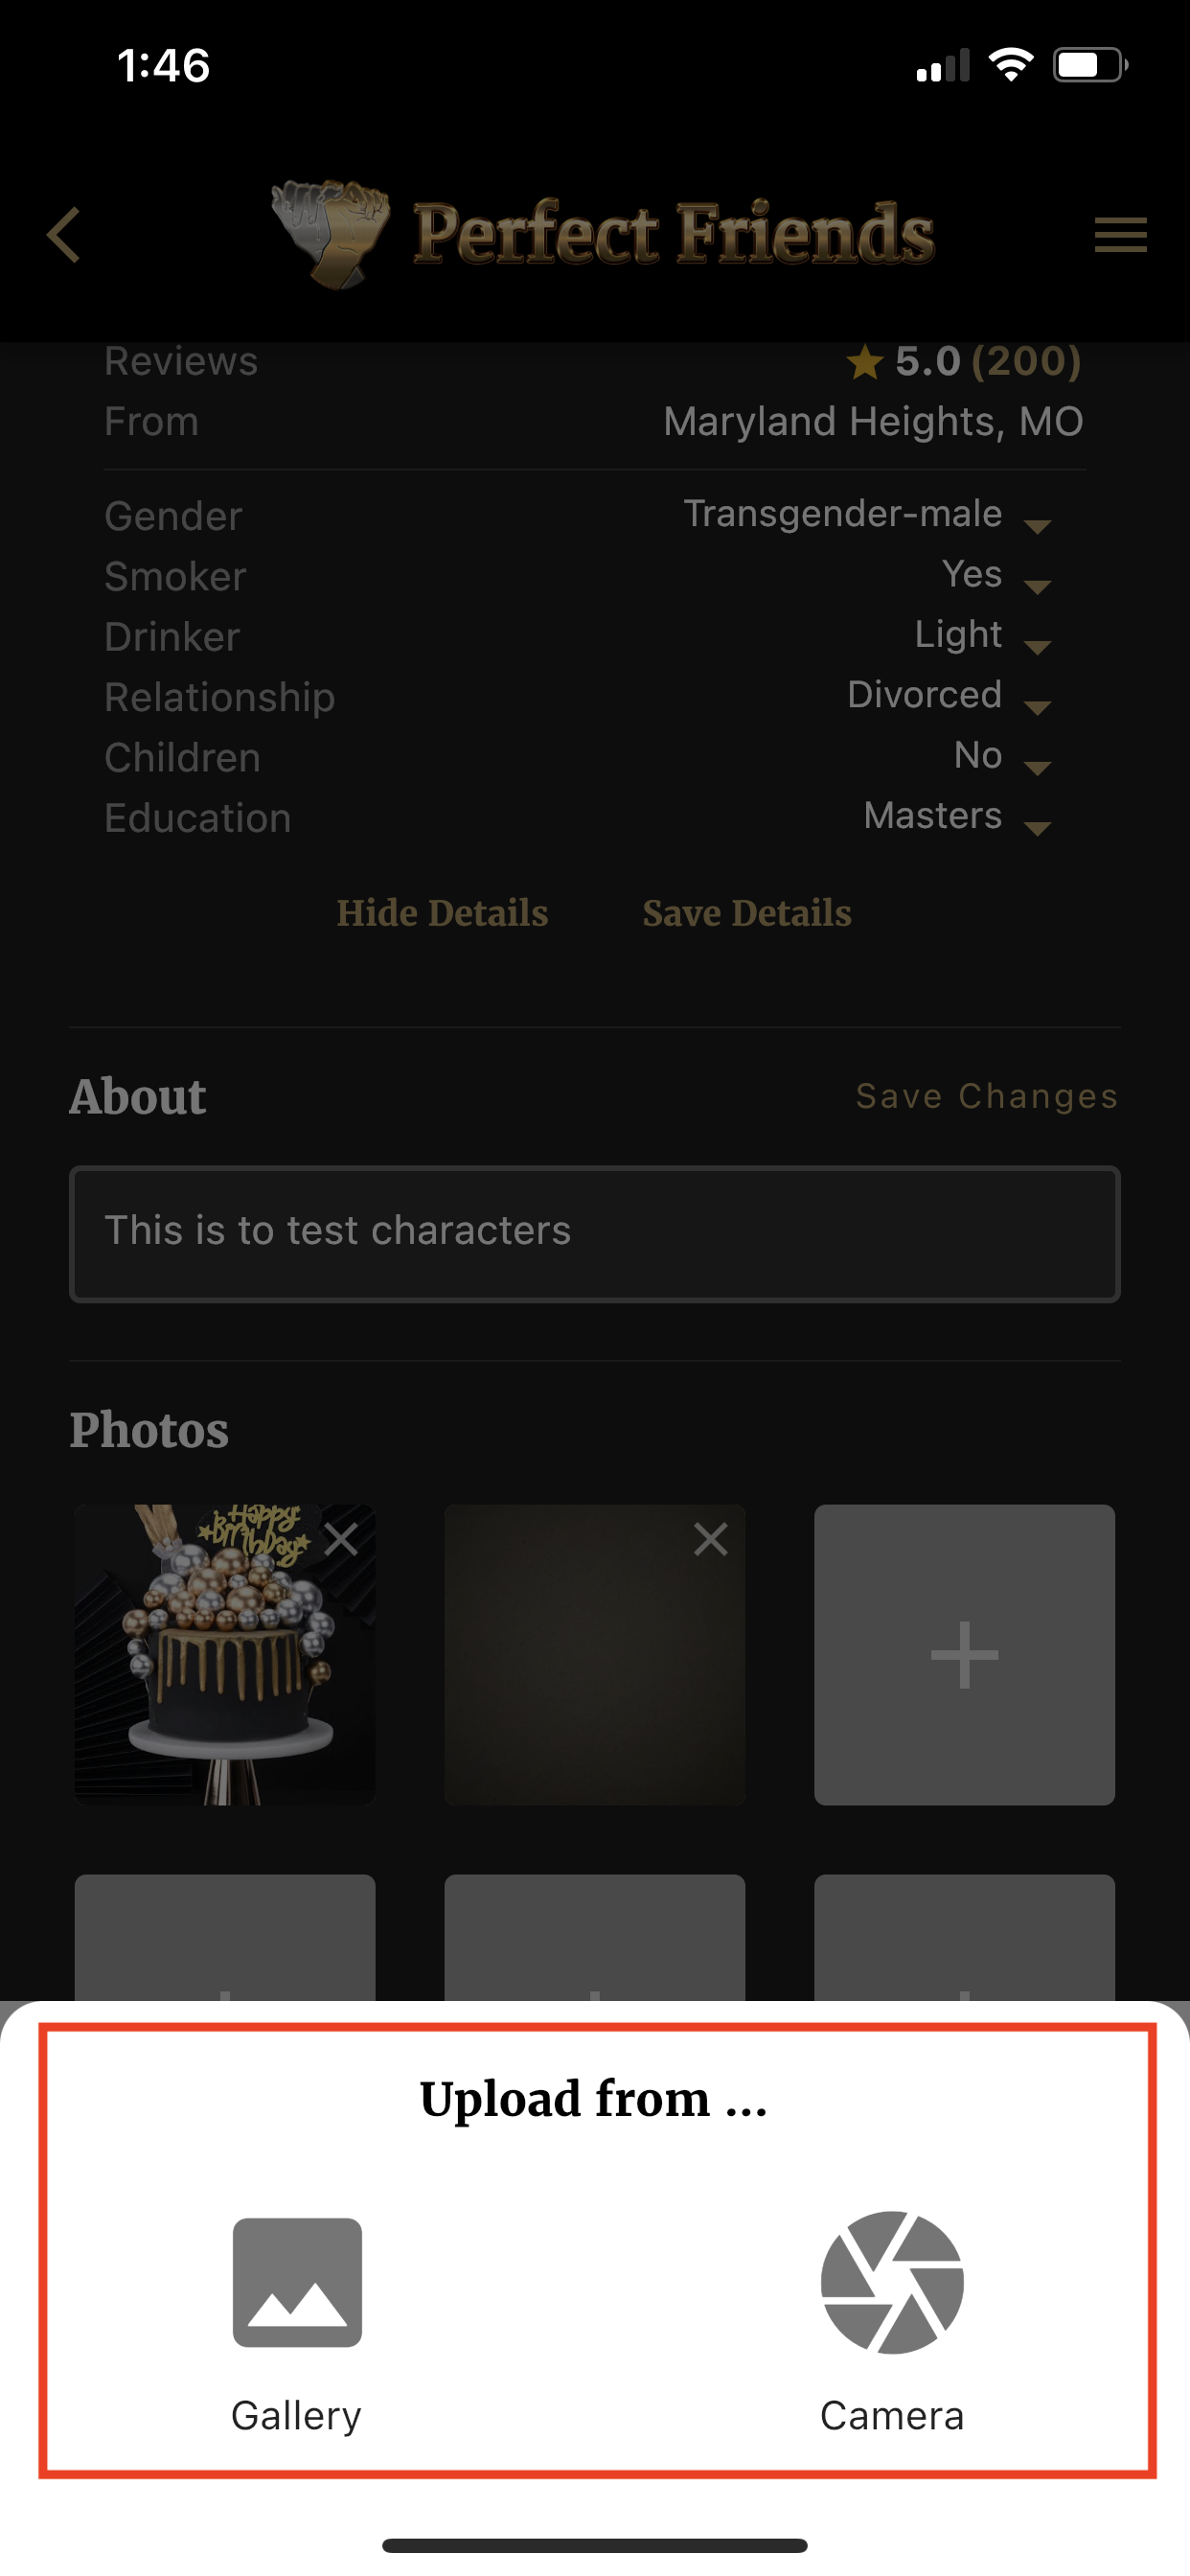 1:46
Perfect Friends
Reviews 5.0 (200)
From Maryland Heights, MO
Gender Transgender-male
Smoker Yes
Drinker Light
Relationship Divorced
Children No
Education Masters
Hide Details Save Details
About Save Changes
This is to test characters
Photos
Happy
Birthday
Upload from ...
Gallery Camera